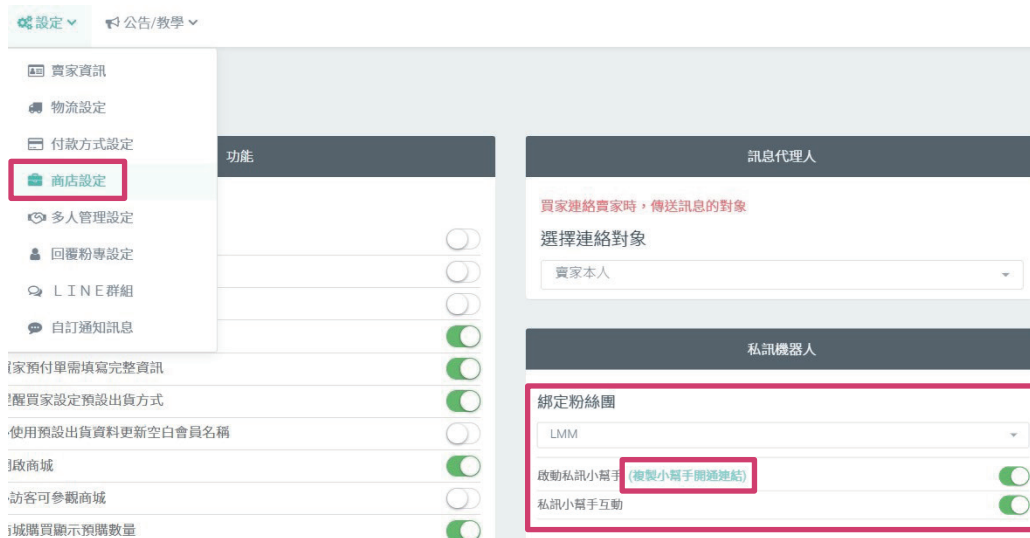 設定
公告/教學
賣家資訊
物流設定
付款方式設定
商店設定
多人管理設定
回覆粉專設定
ＬＩＮＥ群組
自訂通知訊息
功能
家預付單需填寫完整資訊
醒買家設定預設出貨方式
使用預設出貨資料更新空白會員名稱
啟商城
訪客可參觀商城
城購買顯示預購數量
訊息代理人
買家連絡賣家時，傳送訊息的對象
選擇連絡對象
賣家本人
私訊機器人
綁定粉絲團
LMM
啟動私訊小幫手 (複製小幫手開通連結)
私訊小幫手互動